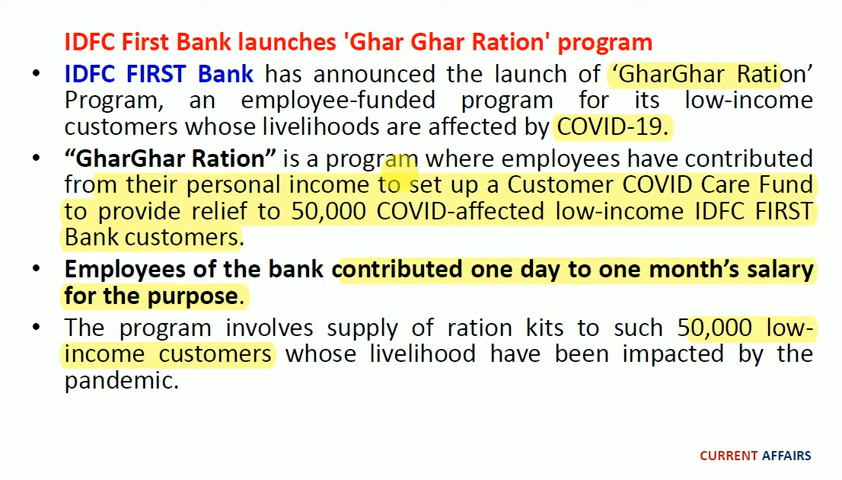 IDFC First Bank launches 'Ghar Ghar Ration' program
• IDFC FIRST Bank has announced the launch of ‘GharGhar Ration’
Program, an employee-funded program for its low-income
customers whose livelihoods are affected by COVID-19.
• “GharGhar Ration” is a program where employees have contributed
from their personal income to set up a Customer COVID Care Fund
to provide relief to 50,000 COVID-affected low-income IDFC FIRST
Bank customers.
• Employees of the bank contributed one day to one month’s salary
for the purpose.
• The program involves supply of ration kits to such 50,000 low-
income customers whose livelihood have been impacted by the
pandemic.
CURRENT AFFAIRS